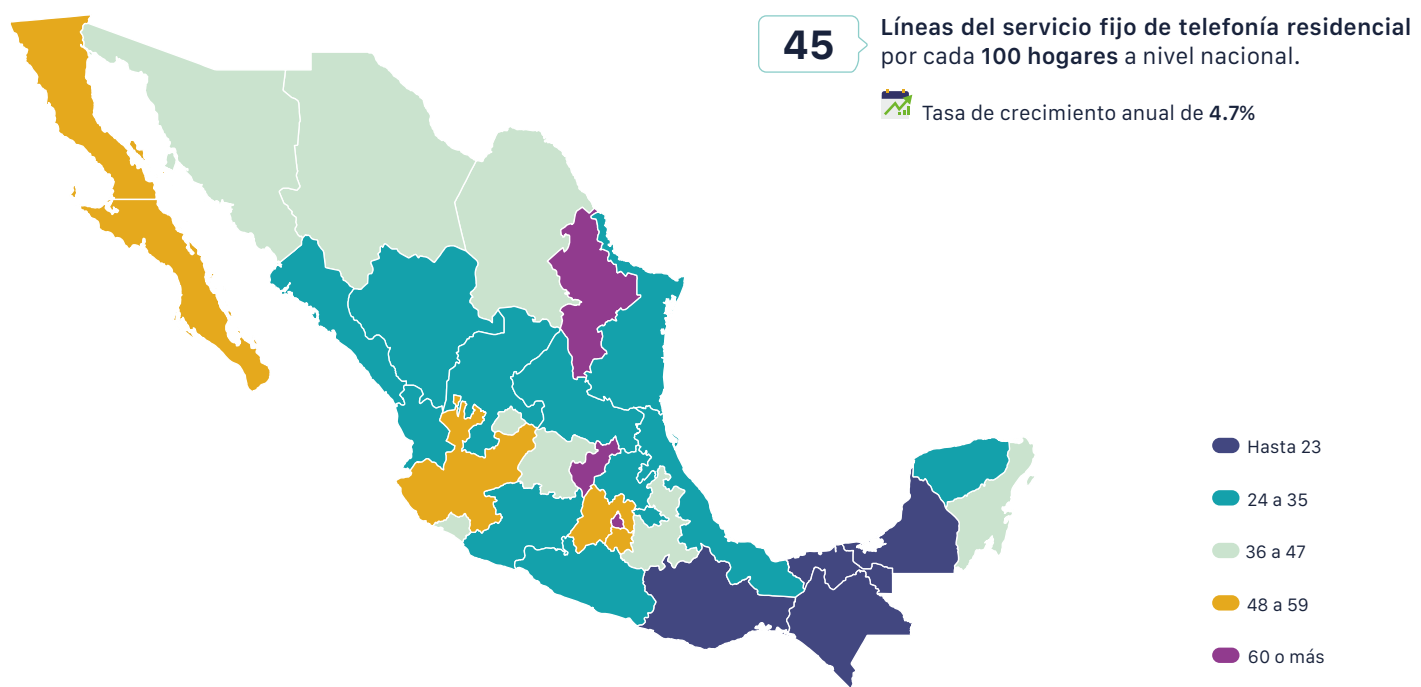 45
Líneas del servicio fijo de telefonía residencial
por cada 100 hogares a nivel nacional.
Tasa de crecimiento anual de 4.7%
Hasta 23
24 a 35
36 a 47
48 a 59
60 o más